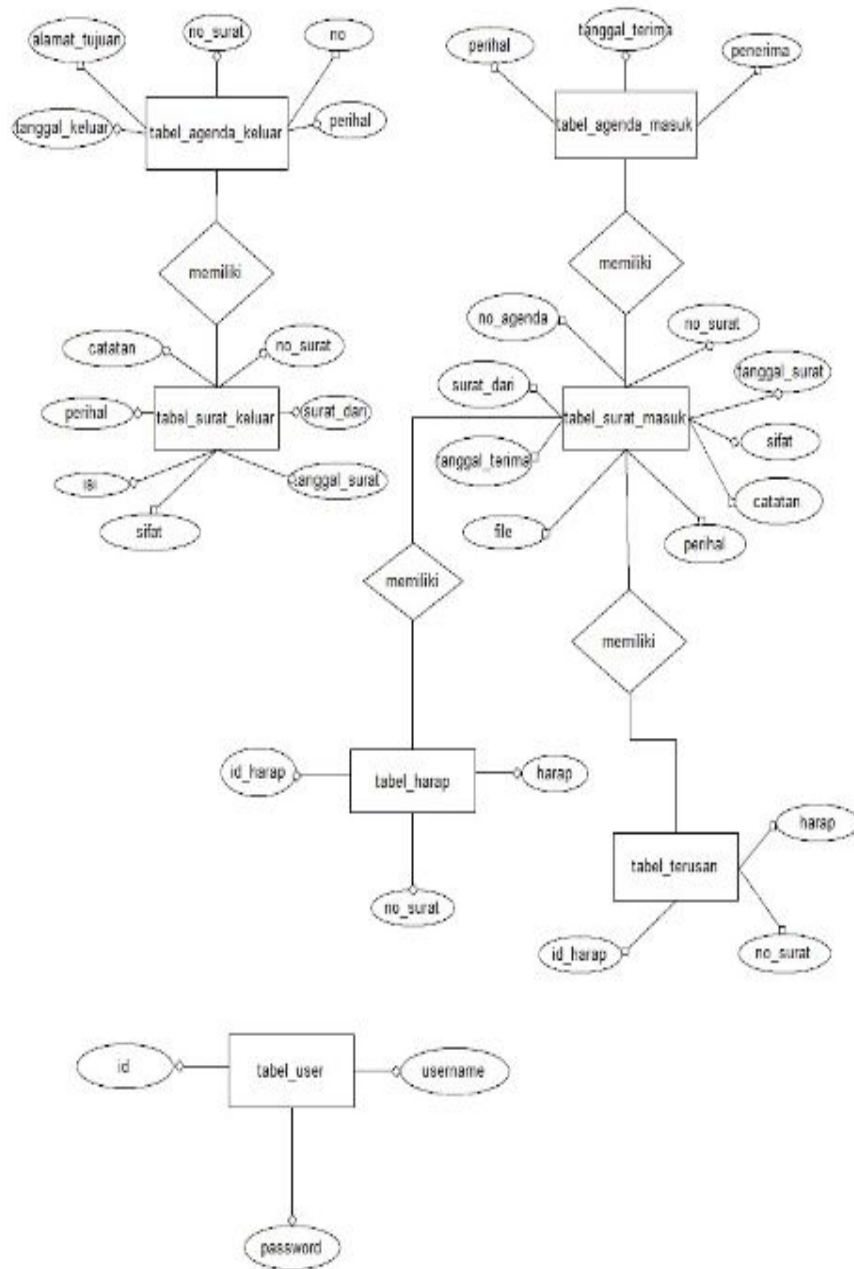 alamat_tujuan
no_surat
no
tanggal_keluar
tabel_agenda_keluar
perihal
perihal
tanggal_terima
penerima
tabel_agenda_masuk
memiliki
memiliki
catatan
no_surat
perihal
tabel_surat_keluar
surat_dari
isi
tanggal_surat
sifat
no_agenda
no_surat
surat_dari
tabel_surat_masuk
tanggal_surat
tanggal_terima
sifat
catatan
file
perihal
memiliki
memiliki
id_harap
tabel_harap
harap
no_surat
harap
tabel_terusan
id_harap
no_surat
id
tabel_user
username
password